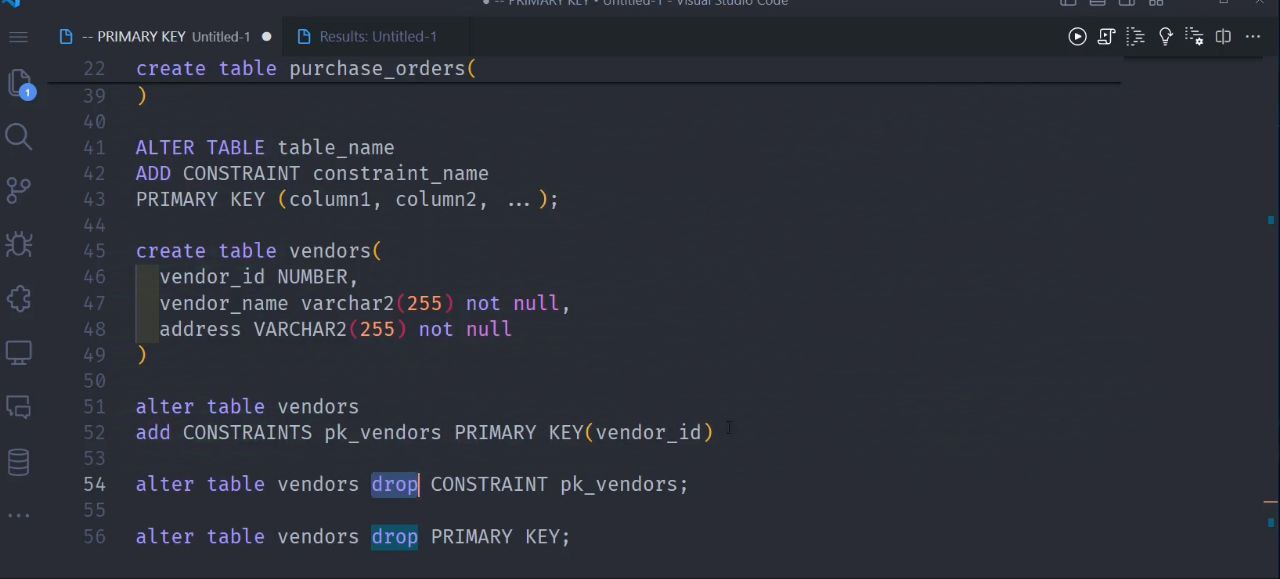 -- PRIMARY KEY • Untitled-1 - Visual Studio Code
-- PRIMARY KEY Untitled-1 ●
Results: Untitled-1
1
22 create table purchase_orders(
39 )
40
41 ALTER TABLE table_name
42 ADD CONSTRAINT constraint_name
43 PRIMARY KEY (column1, column2, ...);
44
45 create table vendors(
46 vendor_id NUMBER,
47 vendor_name varchar2(255) not null,
48 address VARCHAR2(255) not null
49 )
50
51 alter table vendors
52 add CONSTRAINTS pk_vendors PRIMARY KEY(vendor_id)
53
54 alter table vendors drop CONSTRAINT pk_vendors;
55
56 alter table vendors drop PRIMARY KEY;